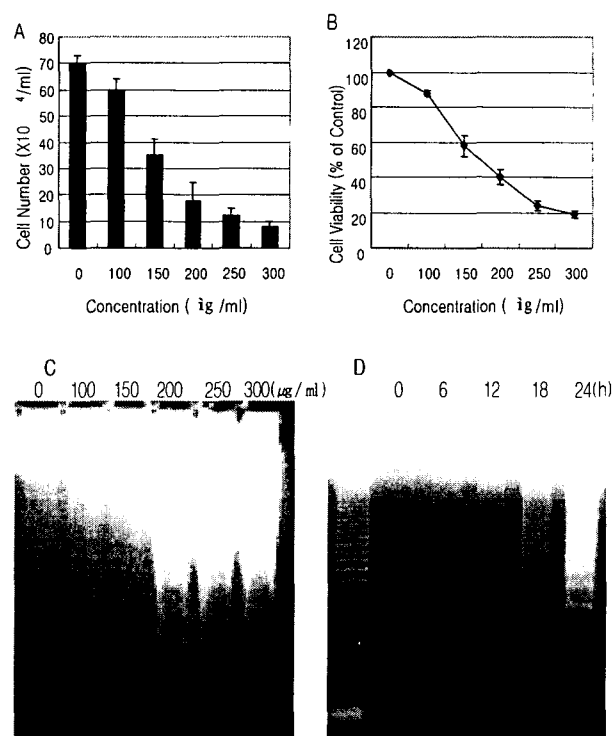 A
Cell Number (X10 4/ml)
80
70
60
50
40
30
20
10
0
0 100 150 200 250 300
Concentration ( ìg /ml)
B
Cell Viability (% of Control)
120
100
80
60
40
20
0
0 100 150 200 250 300
Concentration ( ìg /ml)
C
0 100 150 200 250 300(μg/ml)
D
0 6 12 18 24(h)